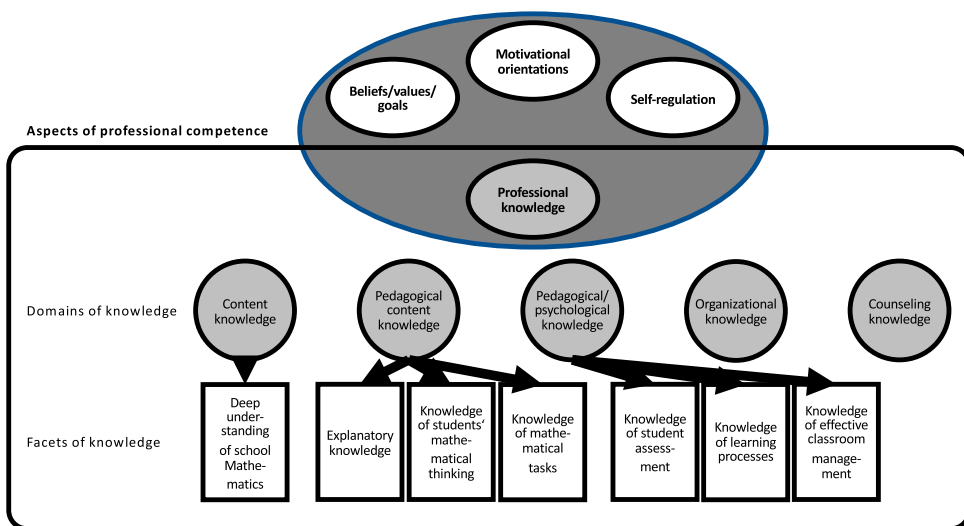 Motivational
orientations
Beliefs/values/
goals
Self-regulation
Aspects of professional competence
Professional
knowledge
Domains of knowledge
Content
knowledge
Pedagogical
content
knowledge
Pedagogical/
psychological
knowledge
Organizational
knowledge
Counseling
knowledge
Facets of knowledge
Deep
under-
standing
of school
Mathe-
matics
Explanatory
knowledge
Knowledge
of students‘
mathe-
matical
thinking
Knowledge
of mathe-
matical
tasks
Knowledge
of student
assess-
ment
Knowledge
of learning
processes
Knowledge
of effective
classroom
manage-
ment